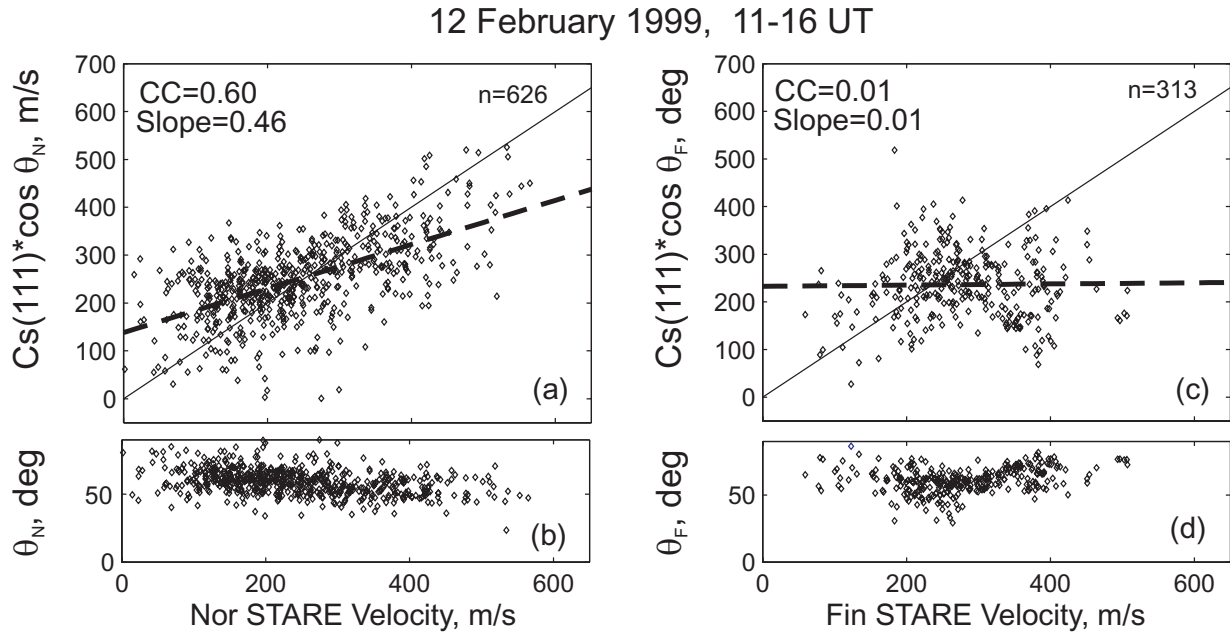 12 February 1999, 11-16 UT
700
600
500
400
300
200
100
0
Cs(111)*cos θN, m/s
CC=0.60
Slope=0.46
n=626
(a)
50
0
θN, deg
(b)
0
200
400
600
Nor STARE Velocity, m/s
700
600
500
400
300
200
100
0
Cs(111)*cos θF, deg
CC=0.01
Slope=0.01
n=313
(c)
50
0
θF, deg
(d)
0
200
400
600
Fin STARE Velocity, m/s